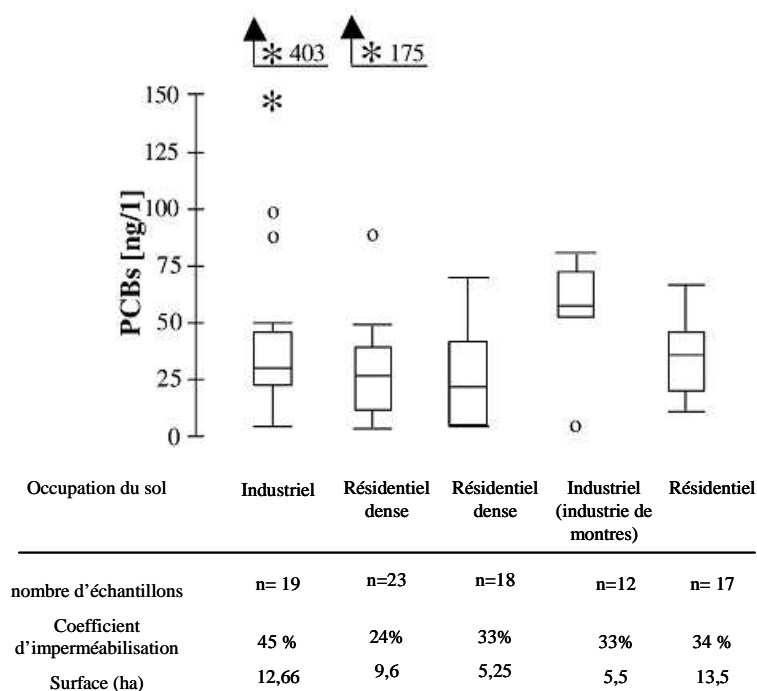 * 403 * 175
150
125
100
75
50
25
0
PCBs [ng/1]
Occupation du sol Industriel Résidentiel Résidentiel Industriel Résidentiel
dense dense (industrie de
montres)
nombre d'échantillons n= 19 n=23 n=18 n=12 n= 17
Coefficient
d'imperméabilisation 45 % 24% 33% 33% 34 %
Surface (ha) 12,66 9,6 5,25 5,5 13,5